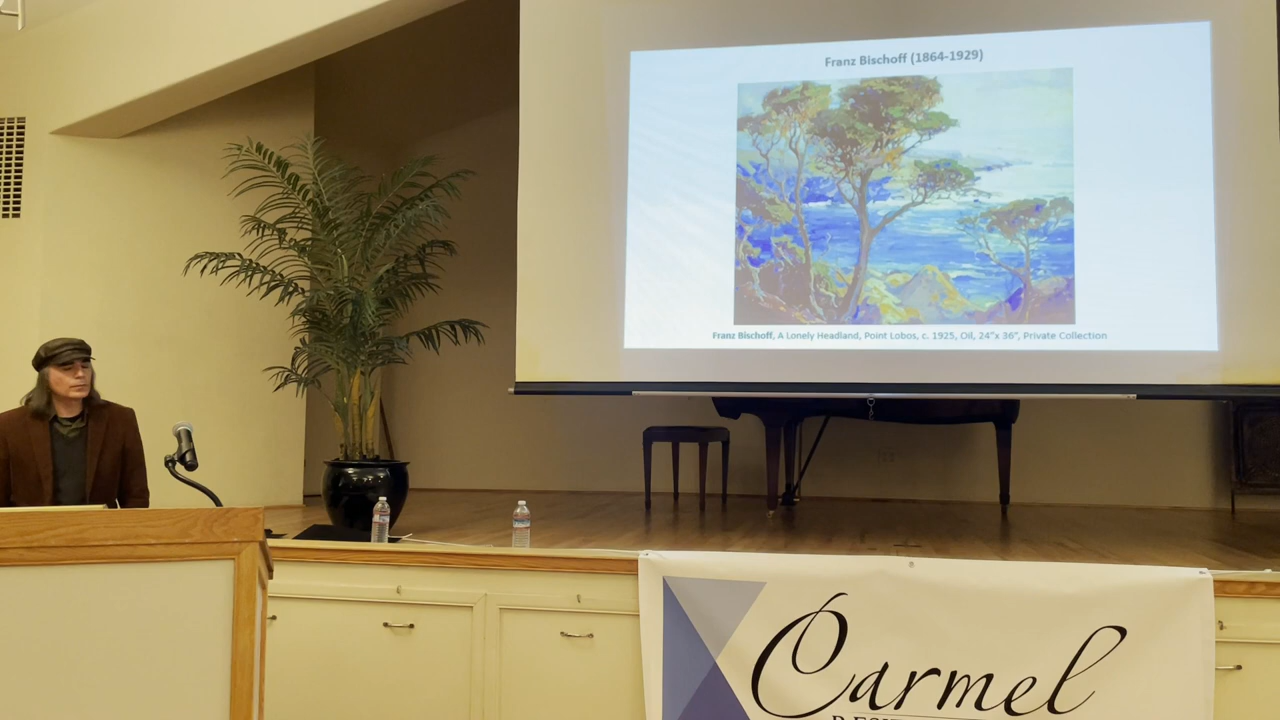 Franz Bischoff (1864-1929)
Franz Bischoff, A Lonely Headland, Point Lobos, c. 1925, Oil, 24"x 36", Private Collection
Carmel